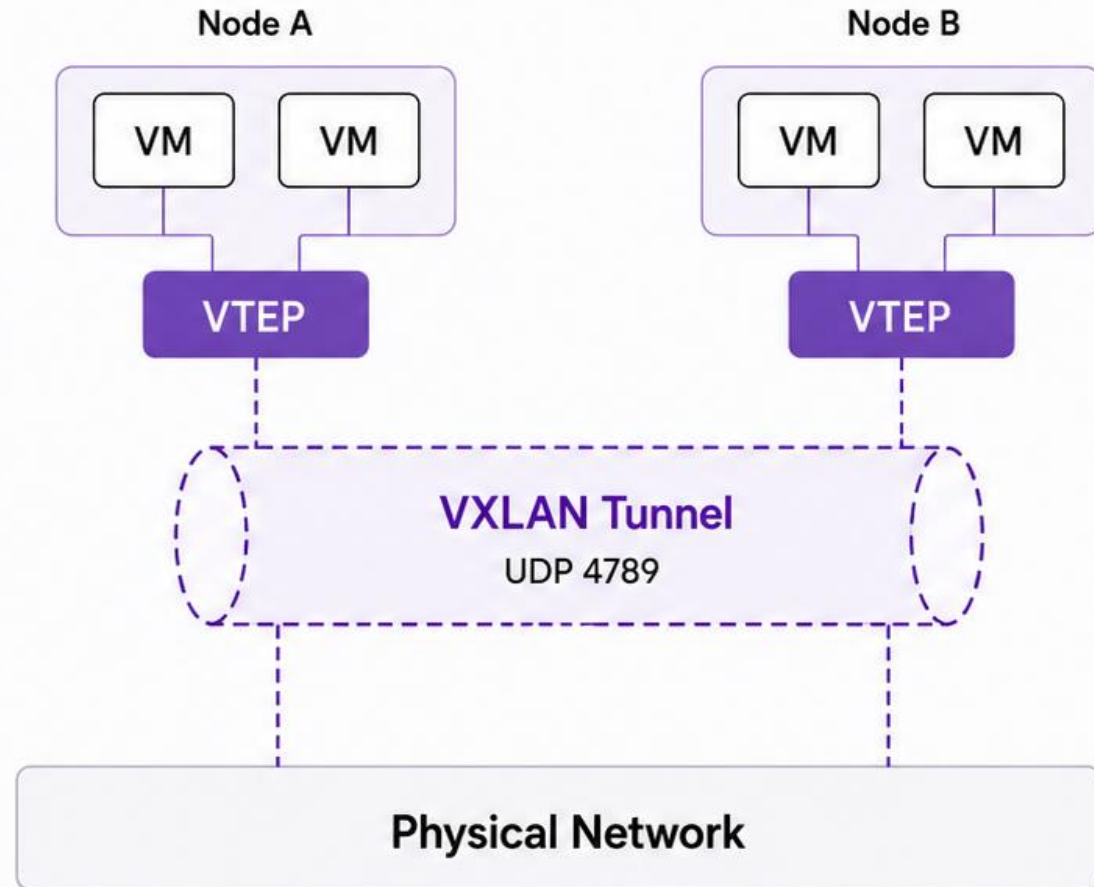 Node A
Node B
VM
VM
VM
VM
VTEP
VTEP
VXLAN Tunnel
UDP 4789
Physical Network